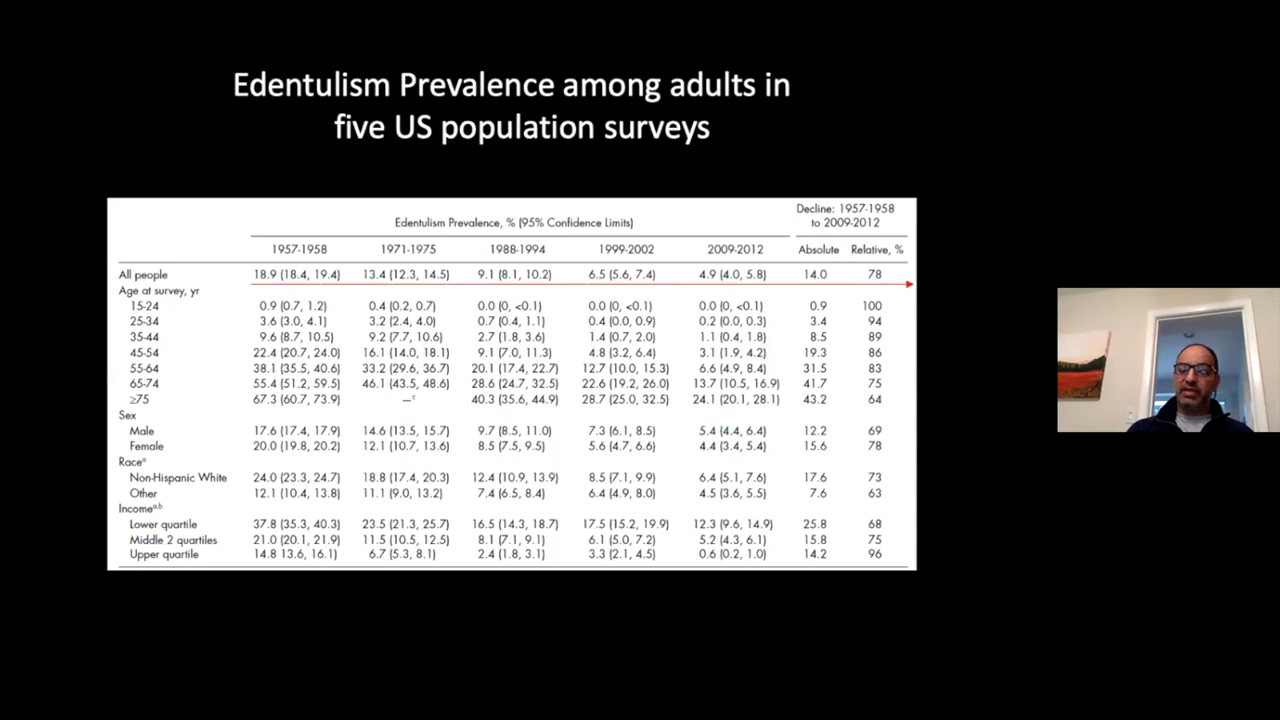 Edentulism Prevalence among adults in
five US population surveys
Decline: 1957-1958
Edentulism Prevalence, % (95% Confidence Limits) to 2009-2012
1957-1958 1971-1975 1988-1994 1999-2002 2009-2012 Absolute Relative, %
All people 18.9 (18.4, 19.4) 13.4 (12.3, 14.5) 9.1 (8.1, 10.2) 6.5 (5.6, 7.4) 4.9 (4.0, 5.8) 14.0 78
Age at survey, yr
15-24 0.9 (0.7, 1.2) 0.4 (0.2, 0.7) 0.0 (0, <0.1) 0.0 (0, <0.1) 0.0 (0, <0.1) 0.9 100
25-34 3.6 (3.0, 4.1) 3.2 (2.4, 4.0) 0.7 (0.4, 1.1) 0.4 (0.0, 0.9) 0.2 (0.0, 0.3) 3.4 94
35-44 9.6 (8.7, 10.5) 9.2 (7.7, 10.6) 2.7 (1.8, 3.6) 1.4 (0.7, 2.0) 1.1 (0.4, 1.8) 8.5 89
45-54 22.4 (20.7, 24.0) 16.1 (14.0, 18.1) 9.1 (7.0, 11.3) 4.8 (3.2, 6.4) 3.1 (1.9, 4.2) 19.3 86
55-64 38.1 (35.5, 40.6) 33.2 (29.6, 36.7) 20.1 (17.4, 22.7) 12.7 (10.0, 15.3) 6.6 (4.9, 8.4) 31.5 83
65-74 55.4 (51.2, 59.5) 46.1 (43.5, 48.6) 28.6 (24.7, 32.5) 22.6 (19.2, 26.0) 13.7 (10.5, 16.9) 41.7 75
≥75 67.3 (60.7, 73.9) —c 40.3 (35.6, 44.9) 28.7 (25.0, 32.5) 24.1 (20.1, 28.1) 43.2 64
Sex
Male 17.6 (17.4, 17.9) 14.6 (13.5, 15.7) 9.7 (8.5, 11.0) 7.3 (6.1, 8.5) 5.4 (4.4, 6.4) 12.2 69
Female 20.0 (19.8, 20.2) 12.1 (10.7, 13.6) 8.5 (7.5, 9.5) 5.6 (4.7, 6.6) 4.4 (3.4, 5.4) 15.6 78
Racea
Non-Hispanic White 24.0 (23.3, 24.7) 18.8 (17.4, 20.3) 12.4 (10.9, 13.9) 8.5 (7.1, 9.9) 6.4 (5.1, 7.6) 17.6 73
Other 12.1 (10.4, 13.8) 11.1 (9.0, 13.2) 7.4 (6.5, 8.4) 6.4 (4.9, 8.0) 4.5 (3.6, 5.5) 7.6 63
Incomea,b
Lower quartile 37.8 (35.3, 40.3) 23.5 (21.3, 25.7) 16.5 (14.3, 18.7) 17.5 (15.2, 19.9) 12.3 (9.6, 14.9) 25.8 68
Middle 2 quartiles 21.0 (20.1, 21.9) 11.5 (10.5, 12.5) 8.1 (7.1, 9.1) 6.1 (5.0, 7.2) 5.2 (4.3, 6.1) 15.8 75
Upper quartile 14.8 13.6, 16.1) 6.7 (5.3, 8.1) 2.4 (1.8, 3.1) 3.3 (2.1, 4.5) 0.6 (0.2, 1.0) 14.2 96